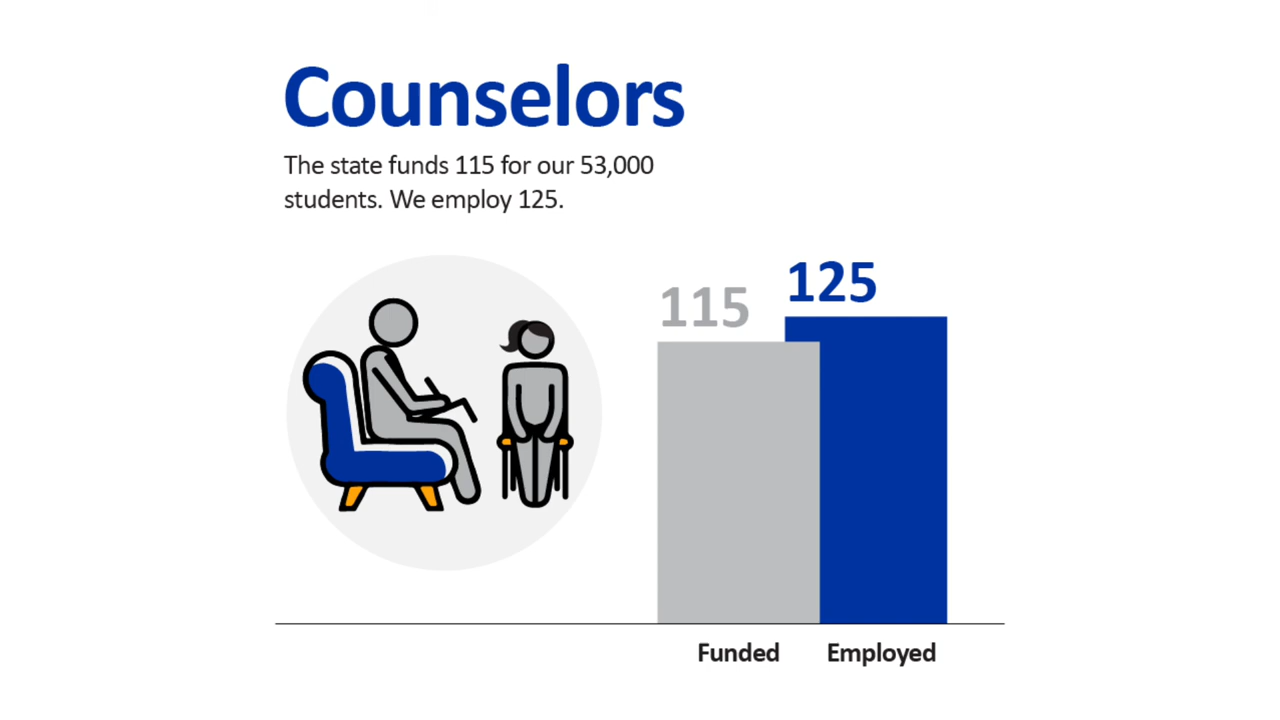 Counselors
The state funds 115 for our 53,000
students. We employ 125.
115
125
Funded
Employed